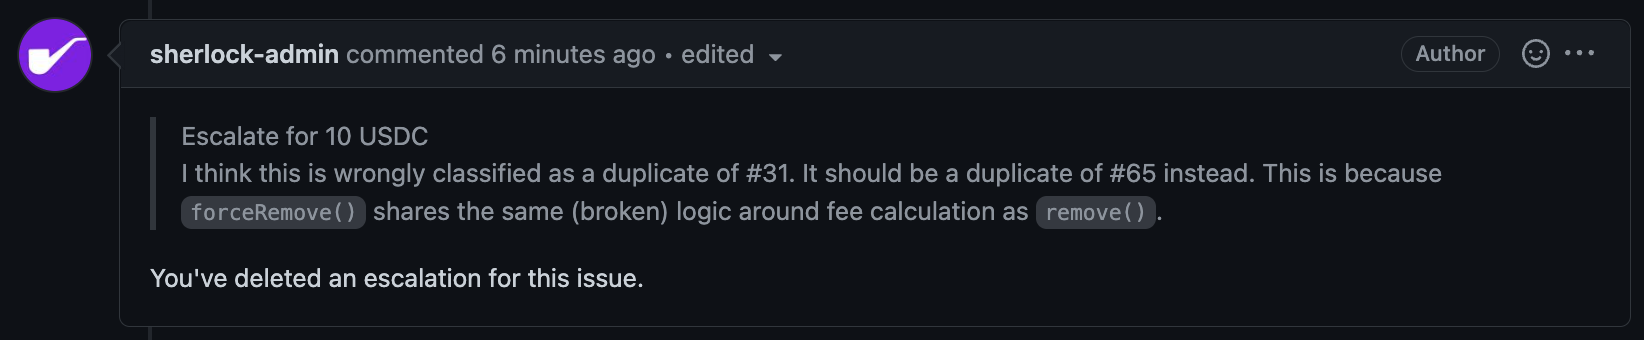 sherlock-admin commented 6 minutes ago • edited
Author
Escalate for 10 USDC
I think this is wrongly classified as a duplicate of #31. It should be a duplicate of #65 instead. This is because
forceRemove() shares the same (broken) logic around fee calculation as remove().
You've deleted an escalation for this issue.